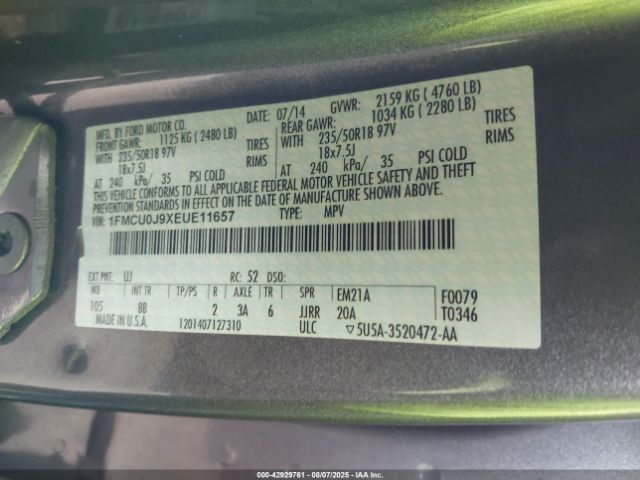 MFD. BY FORD MOTOR CO. DATE: 07/14 GVWR: 2159 KG ( 4760 LB)
FRONT GAWR: 1125 KG ( 2480 LB) REAR GAWR: 1034 KG ( 2280 LB)
WITH 235/50R18 97V TIRES WITH 235/50R18 97V TIRES
18x7.5J RIMS 18x7.5J RIMS
AT 240 kPa/ 35 PSI COLD AT 240 kPa/ 35 PSI COLD
THIS VEHICLE CONFORMS TO ALL APPLICABLE FEDERAL MOTOR VEHICLE SAFETY AND THEFT
PREVENTION STANDARDS IN EFFECT ON THE DATE OF MANUFACTURE SHOWN ABOVE.
VIN: 1FMCU0J9XEUE11657 TYPE: MPV
EXT PNT: UJ RC: 52 DSO:
WB INT TR TP/PS R AXLE TR SPR EM21A F0079
105 8B 2 3A 6 JJRR 20A T0346
MADE IN U.S.A. 1201407127310 ULC ▽5U5A-3520472-AA
000-42929761 - 08/07/2025 - IAAI.COM